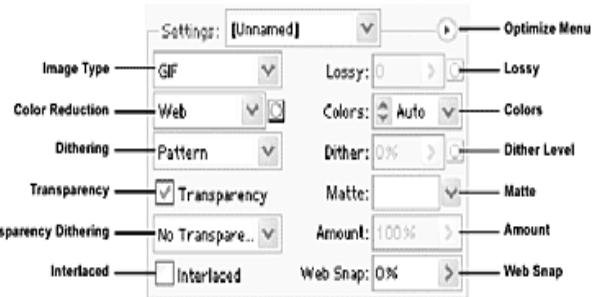 Settings: [Unnamed] Optimize Menu
Image Type GIF Lossy: 0 Lossy
Color Reduction Web Colors: Auto Colors
Dithering Pattern Dither: 0% Dither Level
Transparency Transparency Matte: Matte
sparency Dithering No Transpare... Amount: 100% Amount
Interlaced Interlaced Web Snap: 0% Web Snap